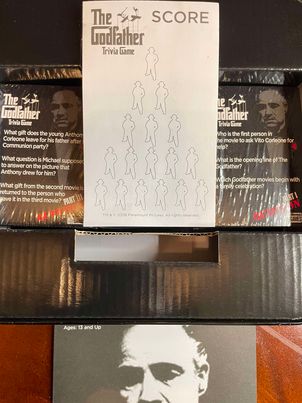 The
Godfather
Trivia Game
SCORE
TM & © 2019 Paramount Pictures. All rights reserved.
The
Godfather
Trivia Game
What gift does the young Anthony
Corleone leave for his father after
Communion party?
What question is Michael supposed
to answer on the picture that
Anthony drew for him?
What gift from the second movie is
returned to the person who
gave it in the third movie?
PART
The
Godfather
Trivia Game
Who is the first person in
the movie to ask Vito Corleone for
help?
What is the opening line of The
Godfather
Which Godfather movies begin with
a family celebration?
PART
Ages: 13 and Up